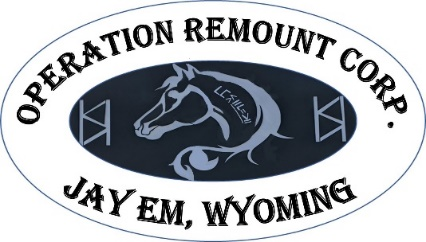 OPERATION REMOUNT CORP.
JAY EM, WYOMING